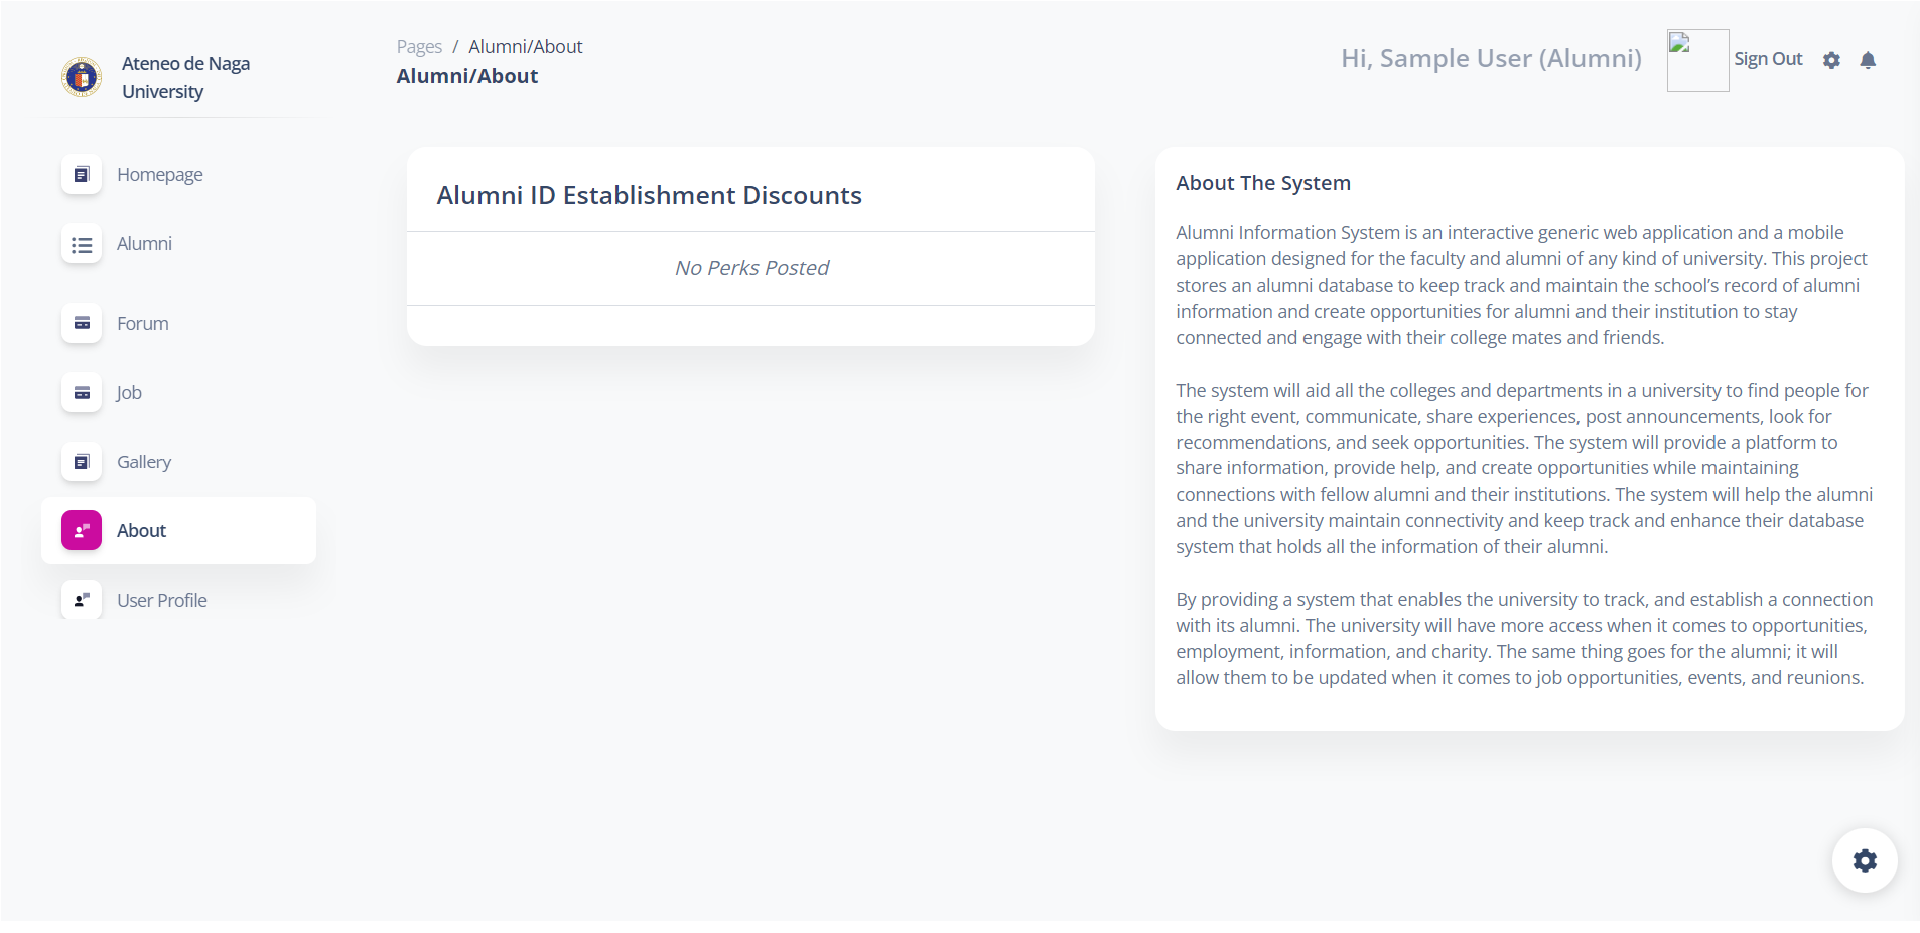 Ateneo de Naga
University
Homepage
Alumni
Forum
Job
Gallery
About
User Profile
Pages / Alumni/About
Alumni/About
Hi, Sample User (Alumni)
Sign Out
Alumni ID Establishment Discounts
No Perks Posted
About The System
Alumni Information System is an interactive generic web application and a mobile
application designed for the faculty and alumni of any kind of university. This project
stores an alumni database to keep track and maintain the school’s record of alumni
information and create opportunities for alumni and their institution to stay
connected and engage with their college mates and friends.
The system will aid all the colleges and departments in a university to find people for
the right event, communicate, share experiences, post announcements, look for
recommendations, and seek opportunities. The system will provide a platform to
share information, provide help, and create opportunities while maintaining
connections with fellow alumni and their institutions. The system will help the alumni
and the university maintain connectivity and keep track and enhance their database
system that holds all the information of their alumni.
By providing a system that enables the university to track, and establish a connection
with its alumni. The university will have more access when it comes to opportunities,
employment, information, and charity. The same thing goes for the alumni; it will
allow them to be updated when it comes to job opportunities, events, and reunions.